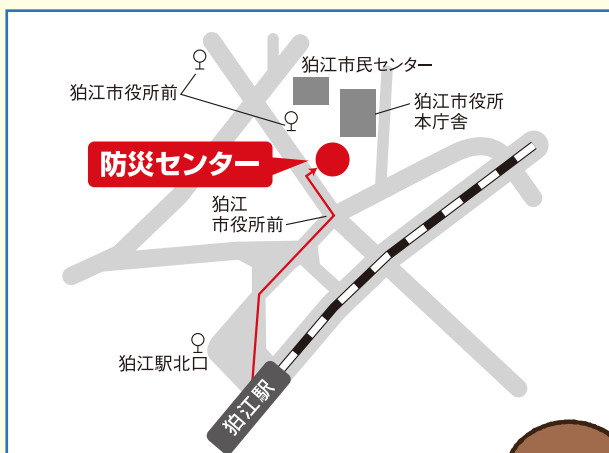 狛江市民センター
狛江市役所前
狛江市役所
本庁舎
防災センター
狛江
市役所前
狛江駅北口
狛江駅